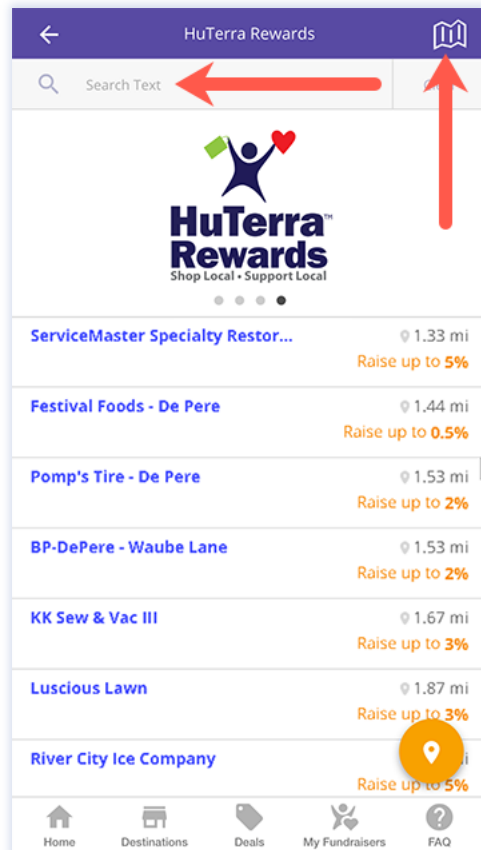 HuTerra Rewards
Search Text
HuTerra™
Rewards
Shop Local • Support Local
ServiceMaster Specialty Restor... 1.33 mi
Raise up to 5%
Festival Foods - De Pere 1.44 mi
Raise up to 0.5%
Pomp's Tire - De Pere 1.53 mi
Raise up to 2%
BP-DePere - Waube Lane 1.53 mi
Raise up to 2%
KK Sew & Vac III 1.67 mi
Raise up to 3%
Luscious Lawn 1.87 mi
Raise up to 3%
River City Ice Company
Raise up to 5%
Home Destinations Deals My Fundraisers FAQ